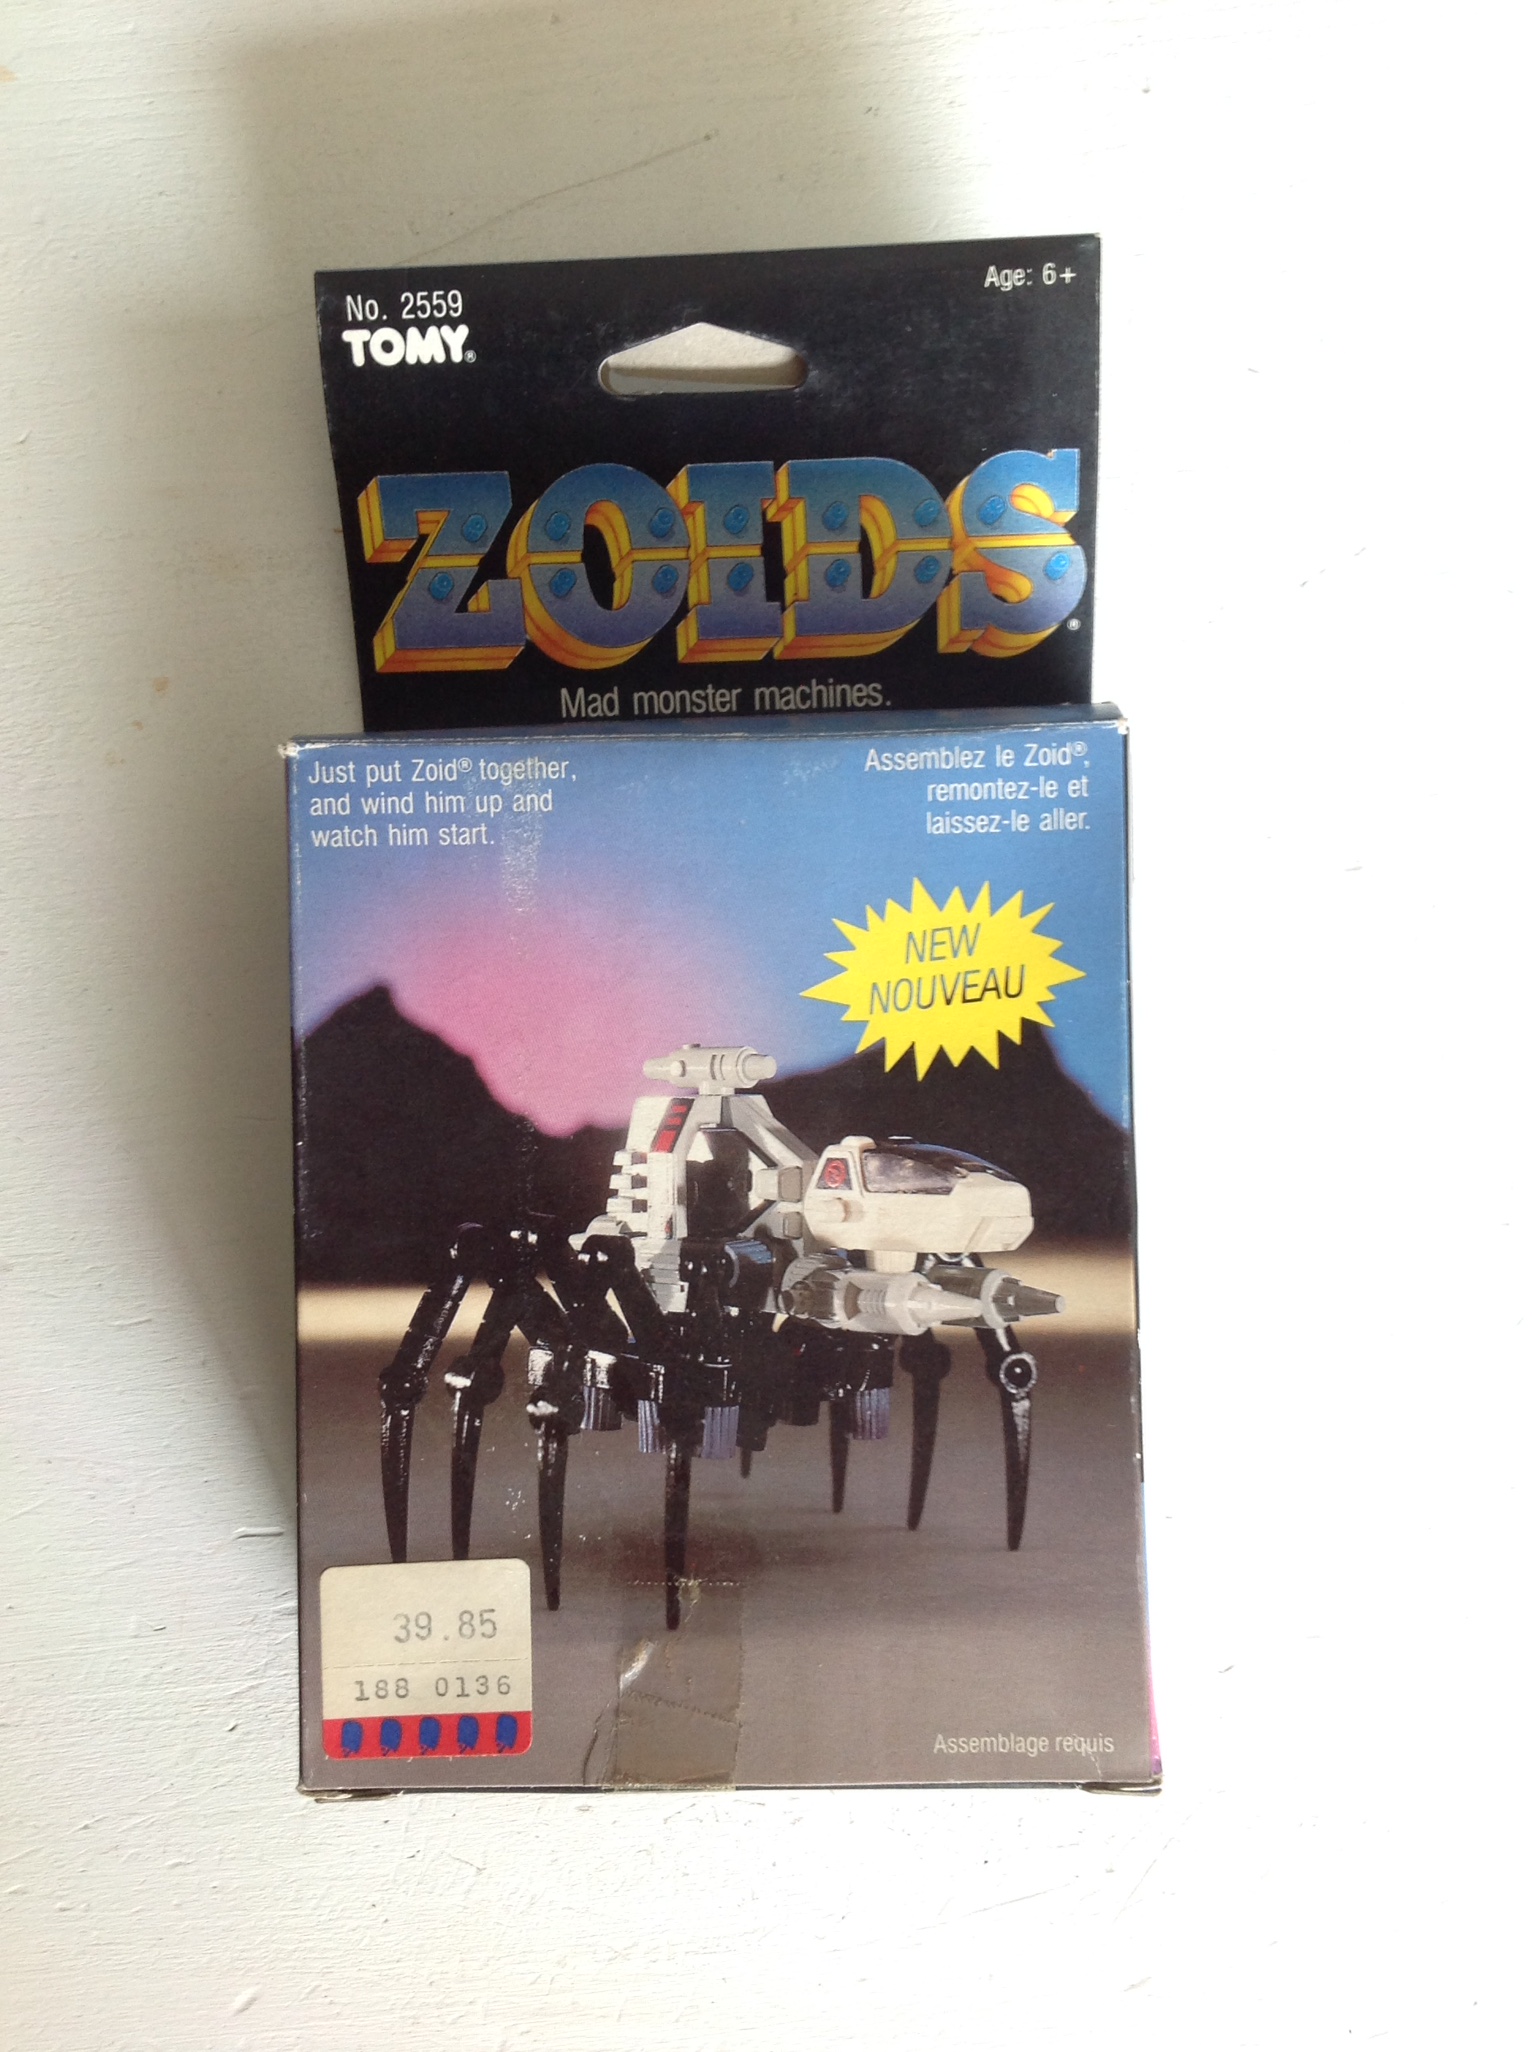 No. 2559
TOMY®
Age: 6+
ZOIDS®
Mad monster machines.
Just put Zoid® together,
and wind him up and
watch him start.
Assemblez le Zoid®,
remontez-le et
laissez-le aller.
NEW
NOUVEAU
39.85
188 0136
Assemblage requis